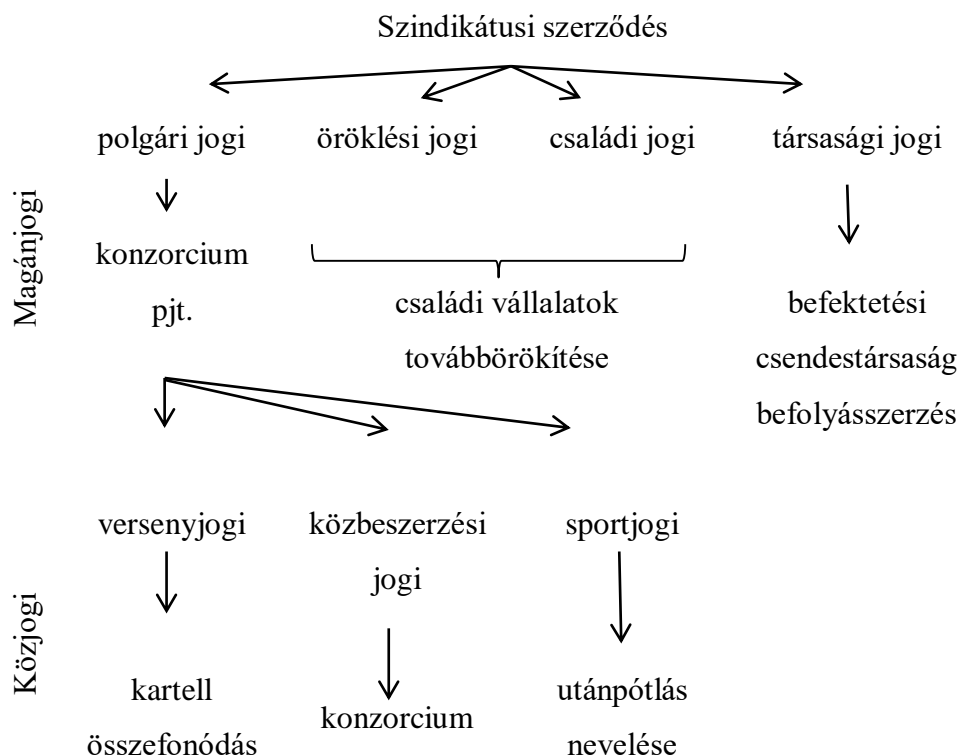 Szindikátusi szerződés
polgári jogi
öröklési jogi
családi jogi
társasági jogi
Magánjogi
konzorcium
pjt.
családi vállalatok
továbbörökítése
befektetési
csendestársaság
befolyásszerzés
versenyjogi
közbeszerzési
jogi
sportjogi
Közjogi
kartell
összefonódás
konzorcium
utánpótlás
nevelése